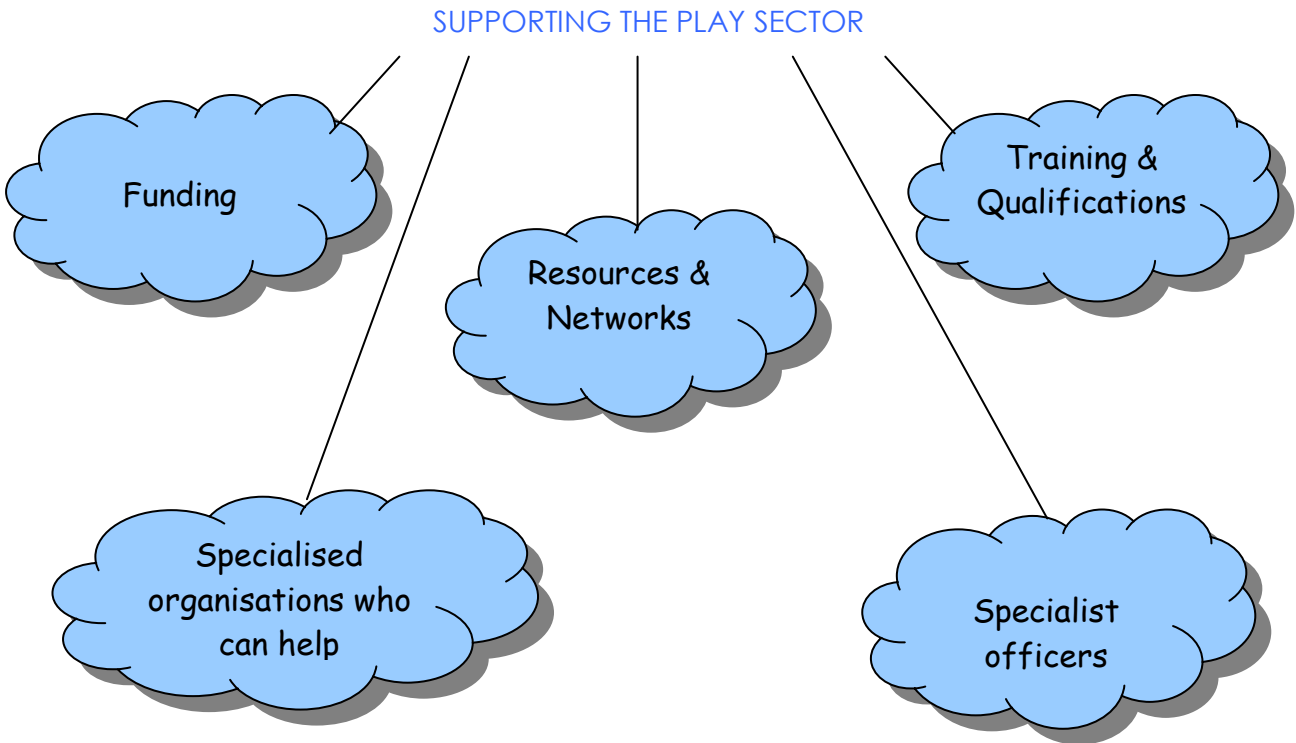 SUPPORTING THE PLAY SECTOR
Funding
Training &
Qualifications
Resources &
Networks
Specialised
organisations who
can help
Specialist
officers